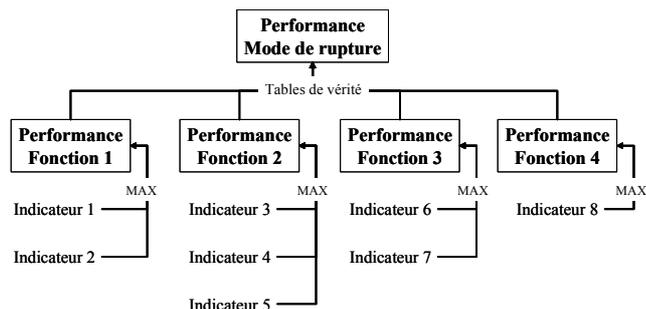 Performance
Mode de rupture
Tables de vérité
Performance
Fonction 1
Performance
Fonction 2
Performance
Fonction 3
Performance
Fonction 4
MAX
MAX
MAX
MAX
Indicateur 1
Indicateur 3
Indicateur 6
Indicateur 8
Indicateur 2
Indicateur 4
Indicateur 7
Indicateur 5